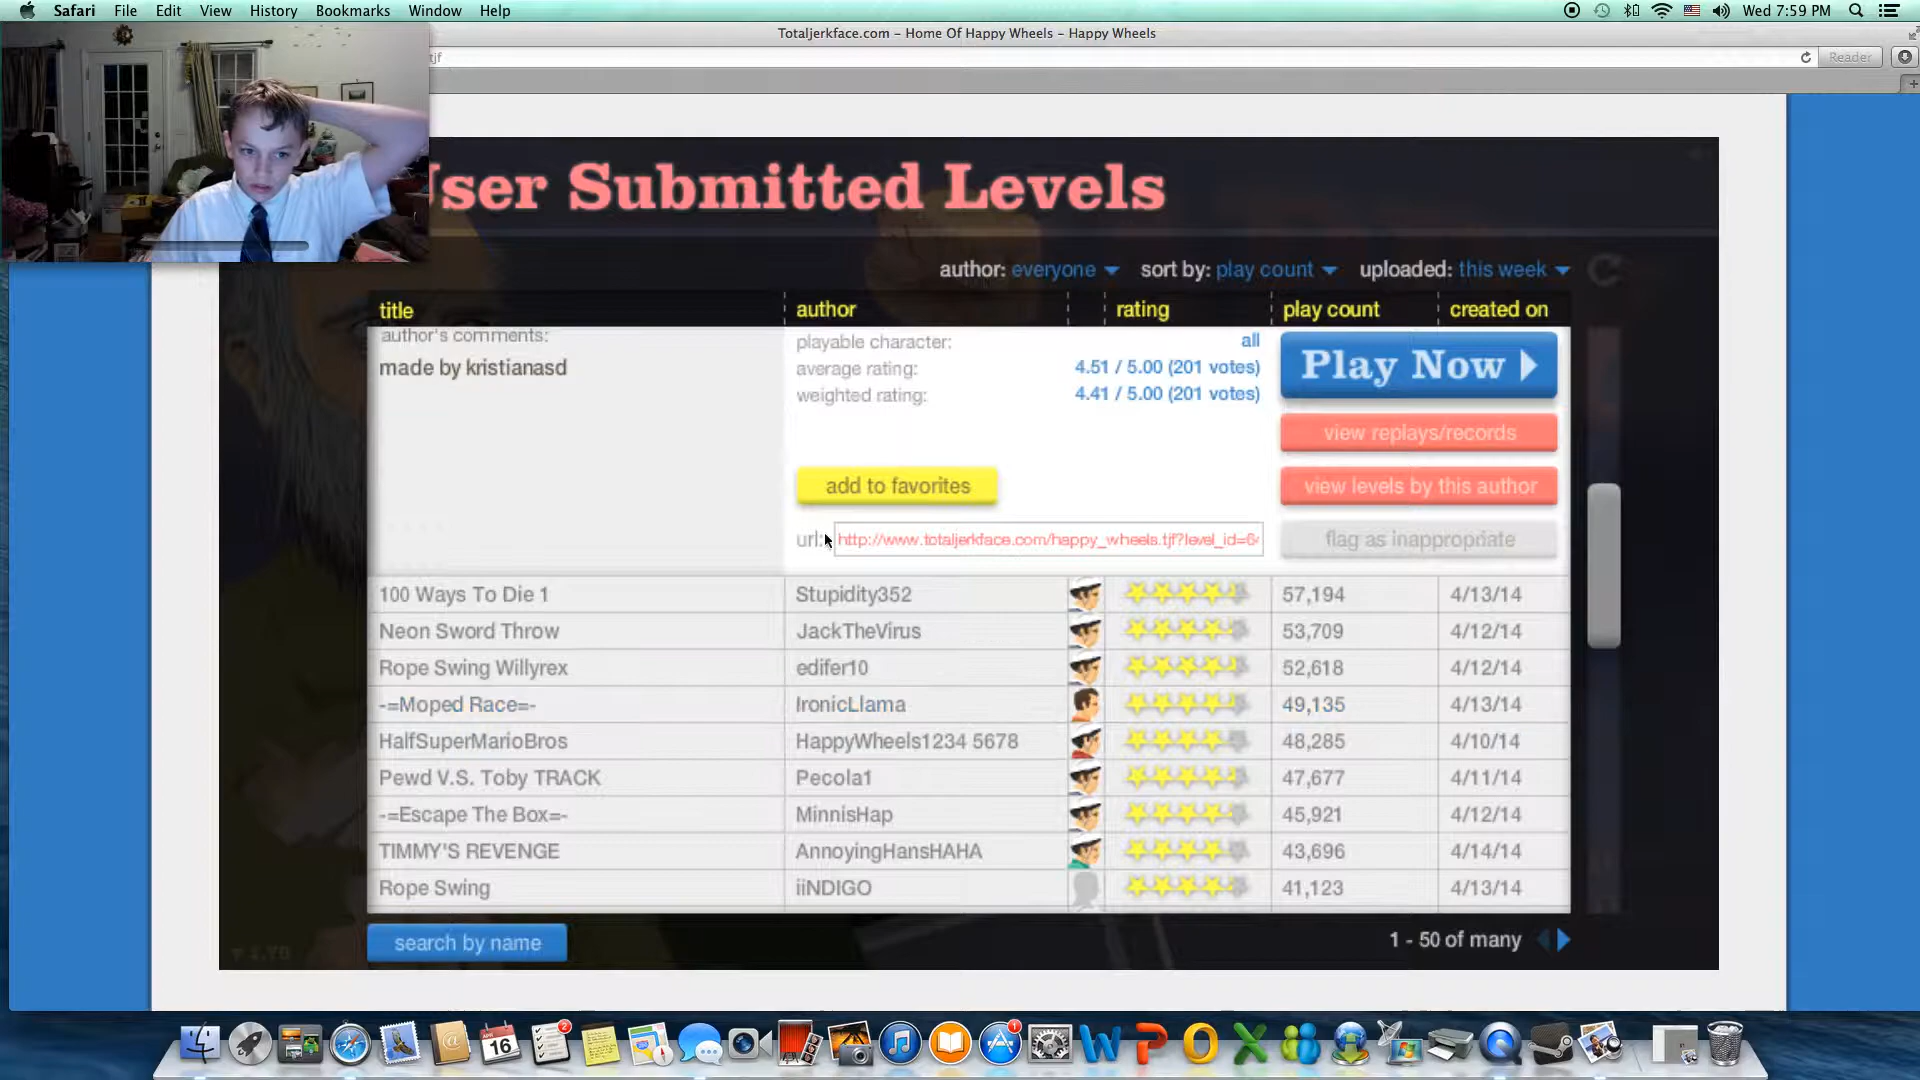 Safari File Edit View History Bookmarks Window Help Wed 7:59 PM
Totaljerkface.com – Home Of Happy Wheels – Happy Wheels
tjf Reader
User Submitted Levels
author: everyone sort by: play count uploaded: this week
title author rating play count created on
author's comments: playable character: all
made by kristianasd average rating: 4.51 / 5.00 (201 votes) Play Now
weighted rating: 4.41 / 5.00 (201 votes)
view replays/records
add to favorites view levels by this author
url: http://www.totaljerkface.com/happy_wheels.tjf?level_id=6 flag as inappropriate
100 Ways To Die 1 Stupidity352 57,194 4/13/14
Neon Sword Throw JackTheVirus 53,709 4/12/14
Rope Swing Willyrex edifer10 52,618 4/12/14
-=Moped Race=- IronicLlama 49,135 4/13/14
HalfSuperMarioBros HappyWheels1234 5678 48,285 4/10/14
Pewd V.S. Toby TRACK Pecola1 47,677 4/11/14
-=Escape The Box=- MinnisHap 45,921 4/12/14
TIMMY'S REVENGE AnnoyingHansHAHA 43,696 4/14/14
Rope Swing iiNDIGO 41,123 4/13/14
search by name 1 - 50 of many
16 2 1